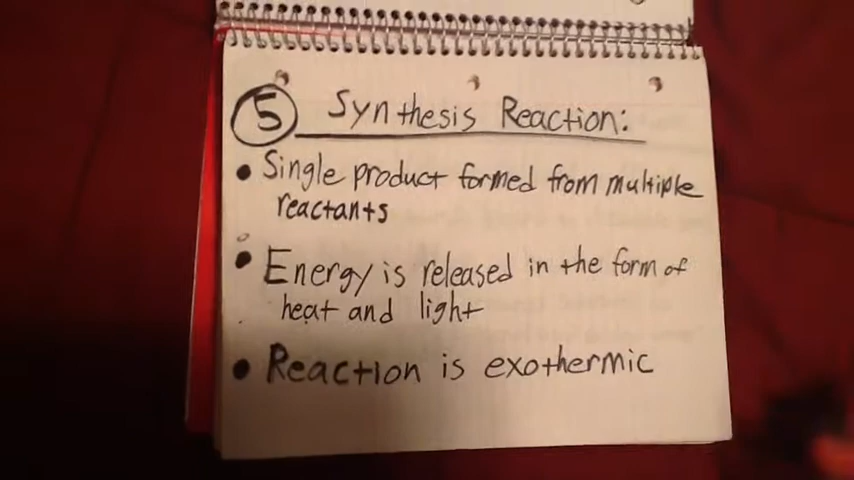 5 Synthesis Reaction:
• Single product formed from multiple
reactants
• Energy is released in the form of
heat and light
• Reaction is exothermic